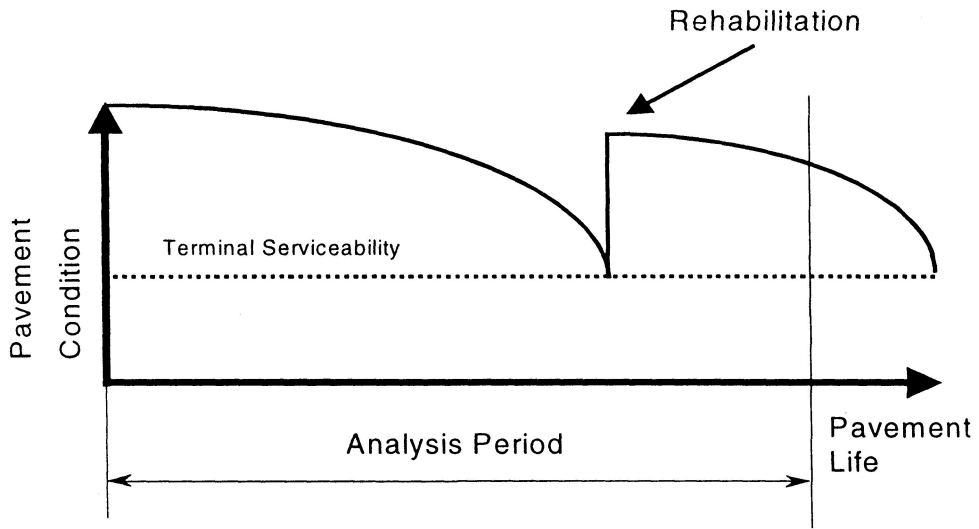 Rehabilitation
Terminal Serviceability
Pavement
Condition
Analysis Period
Pavement
Life